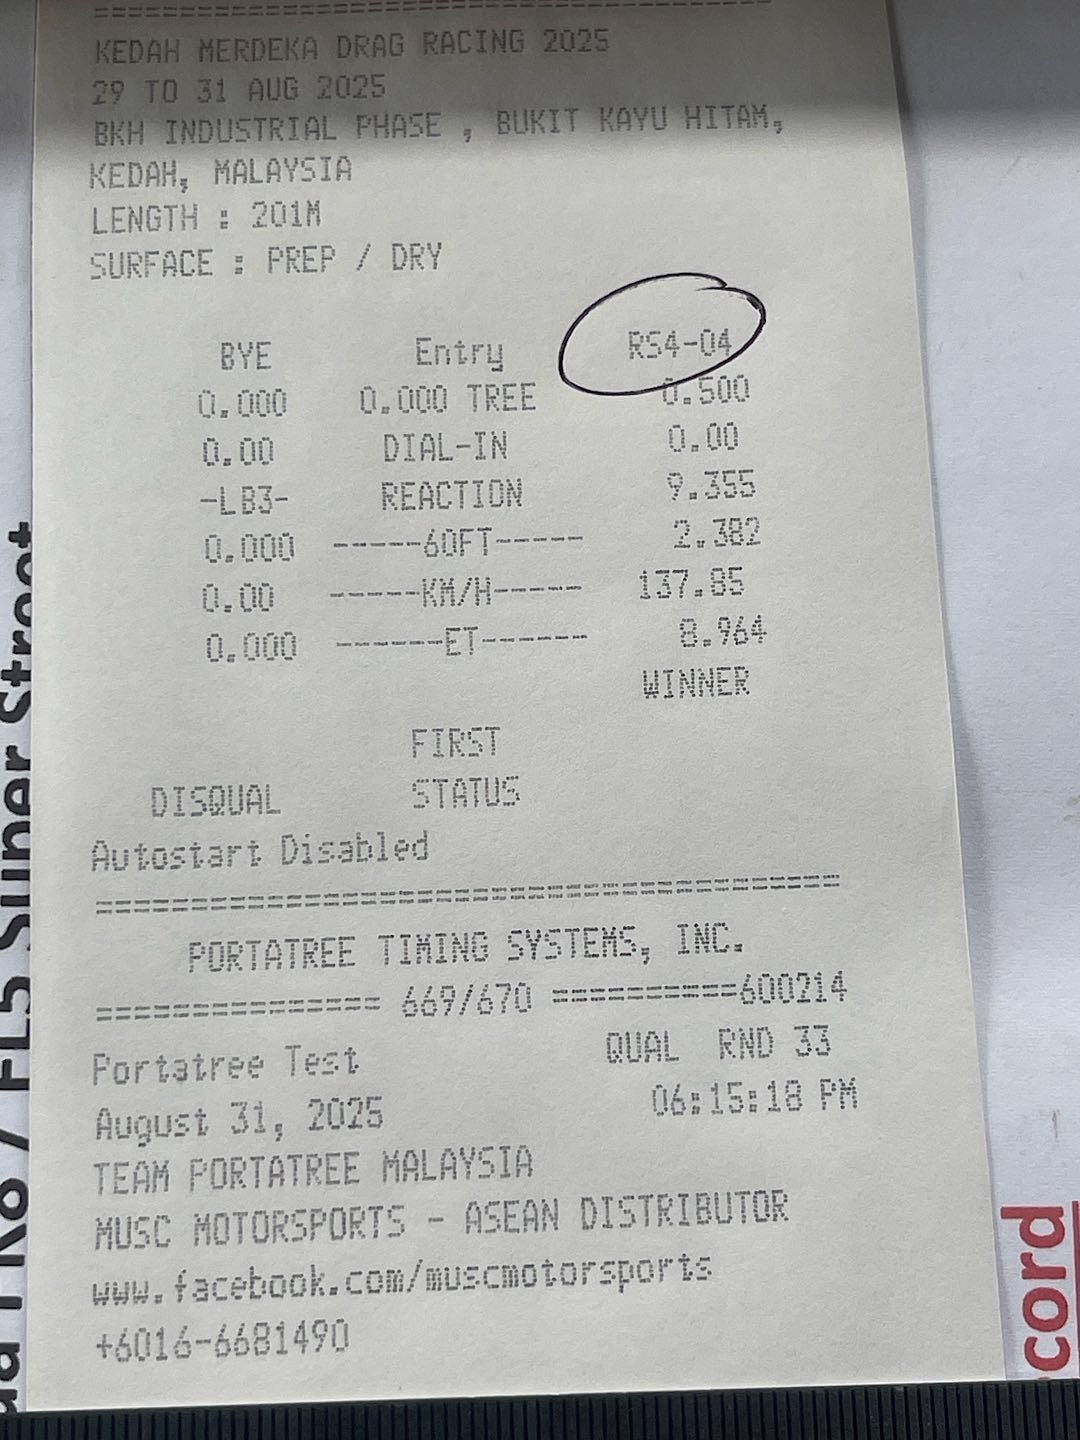 KEDAH MERDEKA DRAG RACING 2025
29 TO 31 AUG 2025
BKH INDUSTRIAL PHASE , BUKIT KAYU HITAM,
KEDAH, MALAYSIA
LENGTH : 201M
SURFACE : PREP / DRY
BYE Entry RS4-04
0.000 0.000 TREE 0.500
0.00 DIAL-IN 0.00
-LB3- REACTION 9.355
0.000 -----60FT----- 2.382
0.00 -----KM/H----- 137.85
0.000 ------ET------ 8.964
WINNER
FIRST
DISQUAL STATUS
Autostart Disabled
PORTATREE TIMING SYSTEMS, INC.
=============== 669/670 ==========600214
Portatree Test QUAL RND 33
August 31, 2025 06:15:18 PM
TEAM PORTATREE MALAYSIA
MUSC MOTORSPORTS - ASEAN DISTRIBUTOR
www.facebook.com/muscmotorsports
+6016-6681490
/ FL5 Super Street
cord